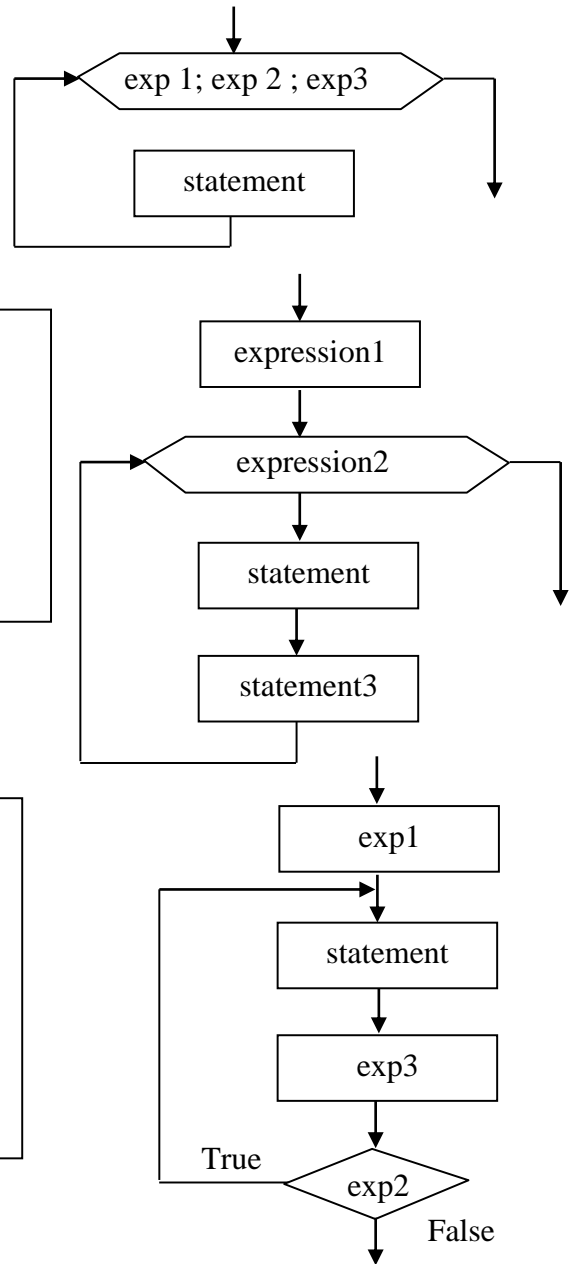 exp 1; exp 2 ; exp3
statement
expression1
expression2
statement
statement3
exp1
statement
exp3
True
exp2
False